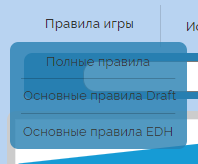 Правила игры
Полные правила
Основные правила Draft
Основные правила EDH